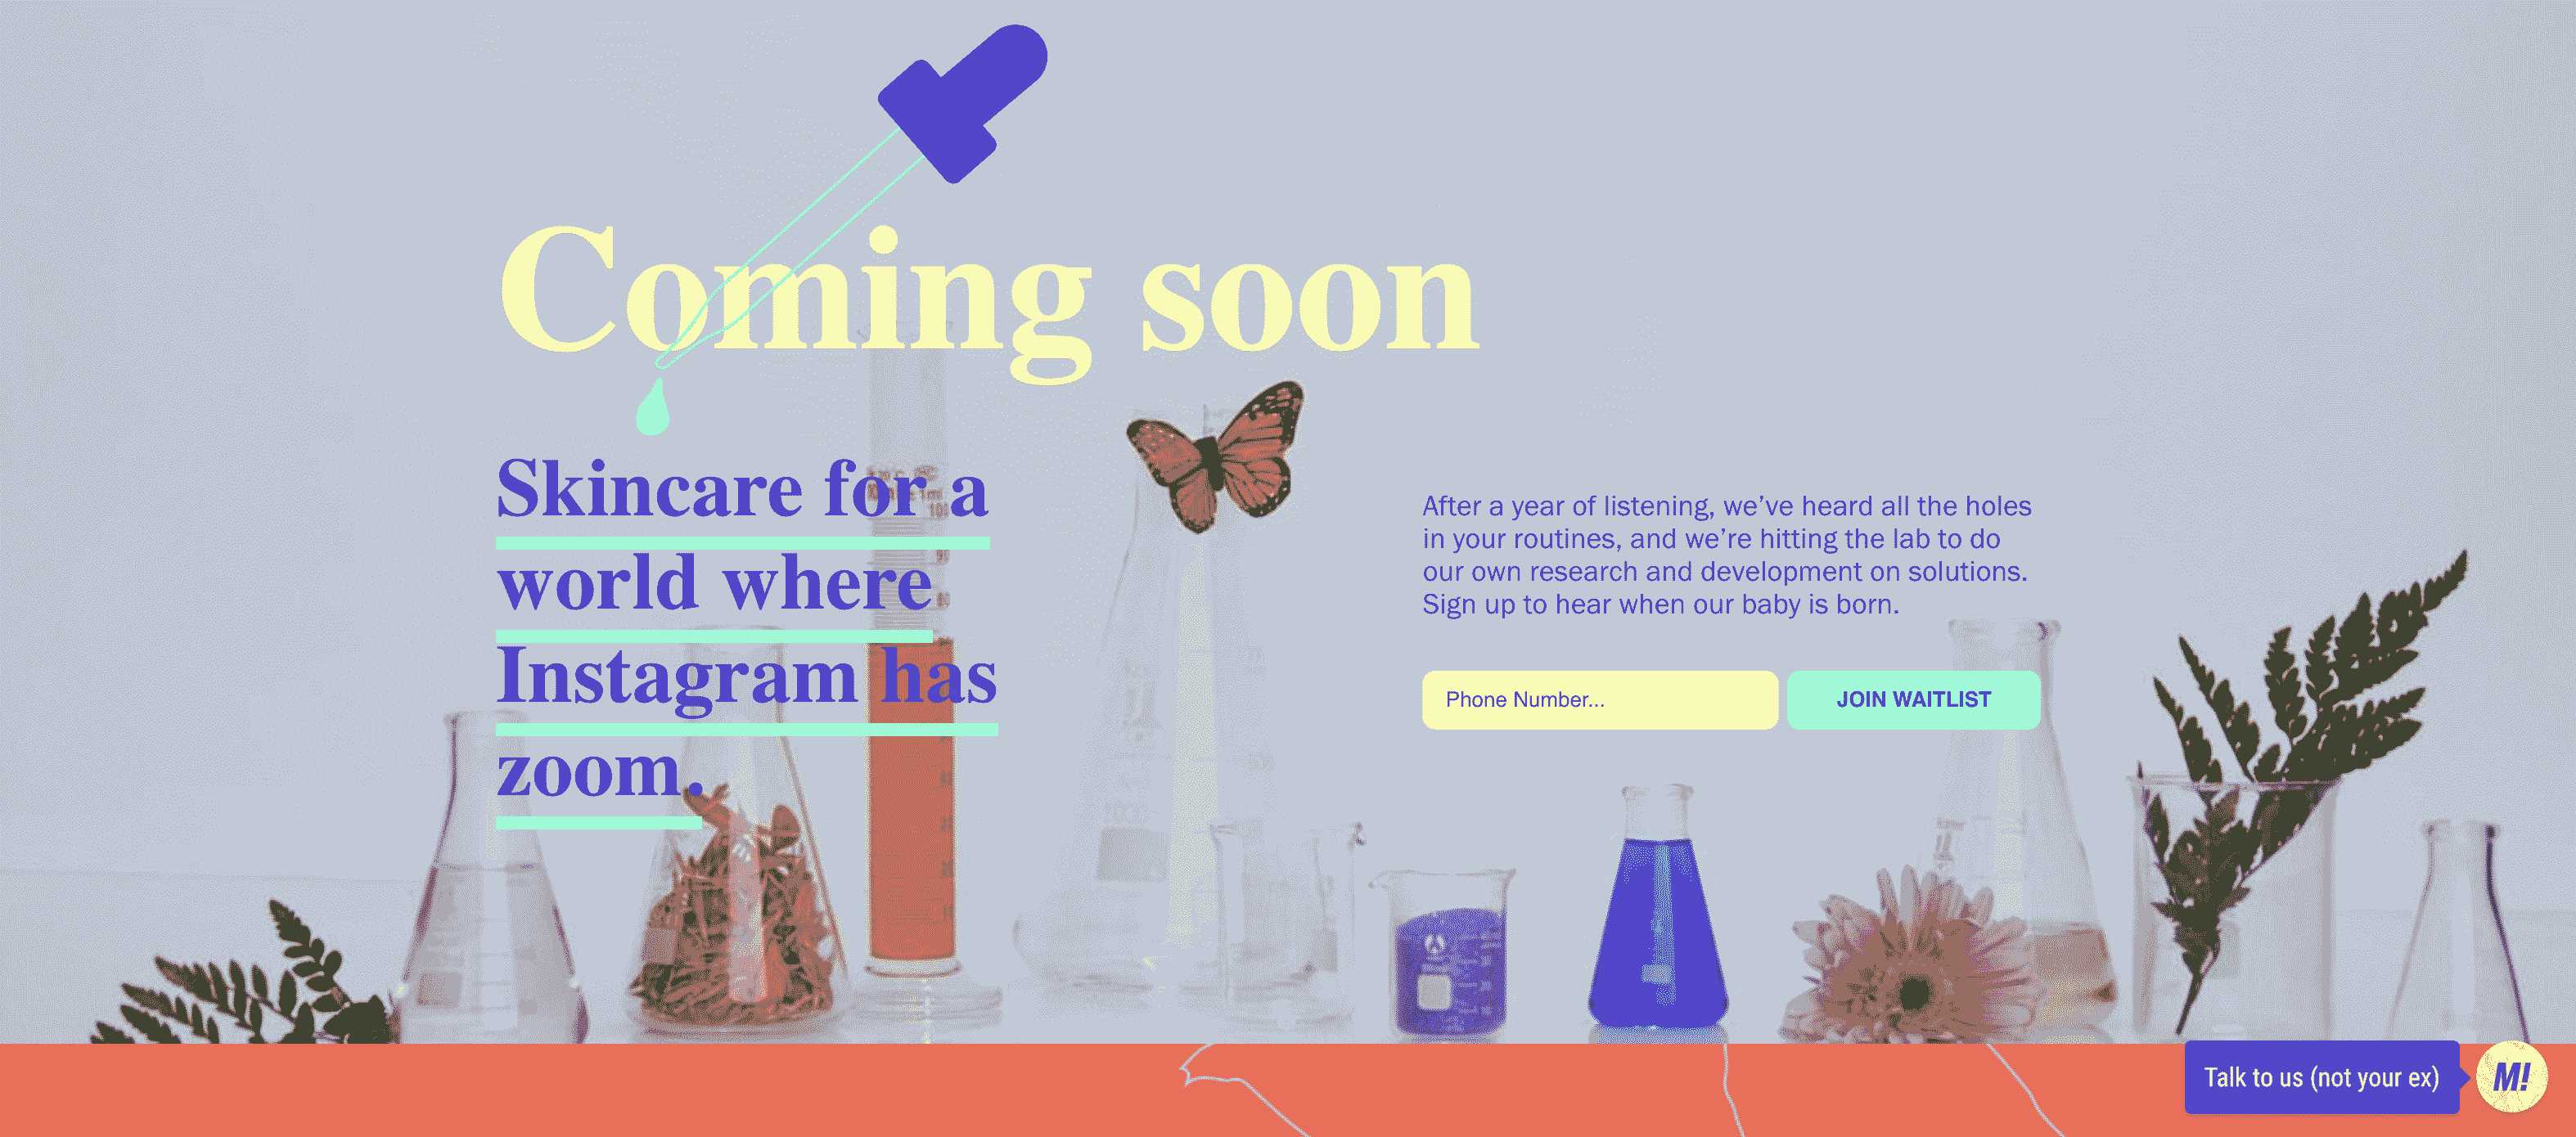 Coming soon
Skincare for a
world where
Instagram has
zoom.
After a year of listening, we’ve heard all the holes
in your routines, and we’re hitting the lab to do
our own research and development on solutions.
Sign up to hear when our baby is born.
Phone Number...
JOIN WAITLIST
Talk to us (not your ex)
M!